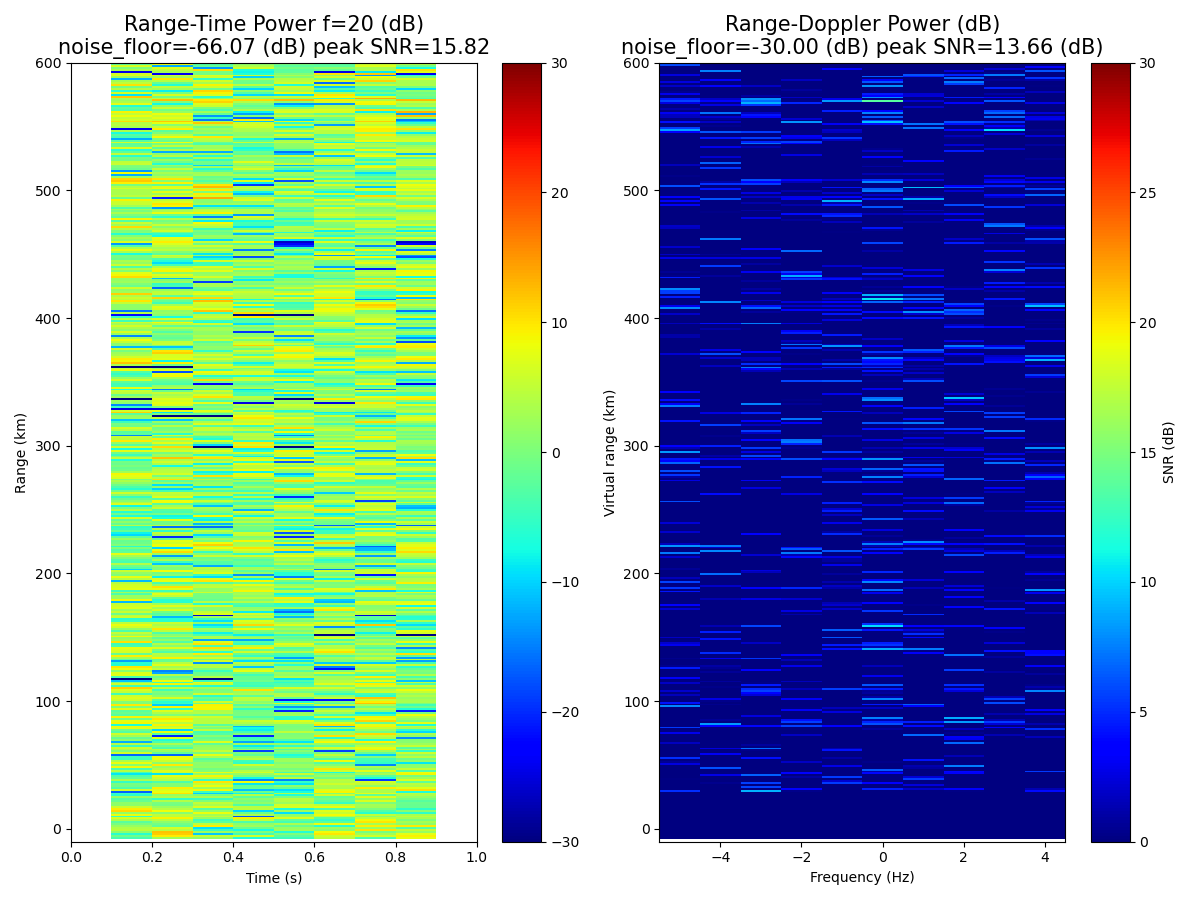 Range-Time Power f=20 (dB)
noise_floor=-66.07 (dB) peak SNR=15.82
Range (km)
600
500
400
300
200
100
0
0.0 0.2 0.4 0.6 0.8 1.0
Time (s)
30
20
10
0
−10
−20
−30
Range-Doppler Power (dB)
noise_floor=-30.00 (dB) peak SNR=13.66 (dB)
Virtual range (km)
600
500
400
300
200
100
0
−4 −2 0 2 4
Frequency (Hz)
30
25
20
15
10
5
0
SNR (dB)